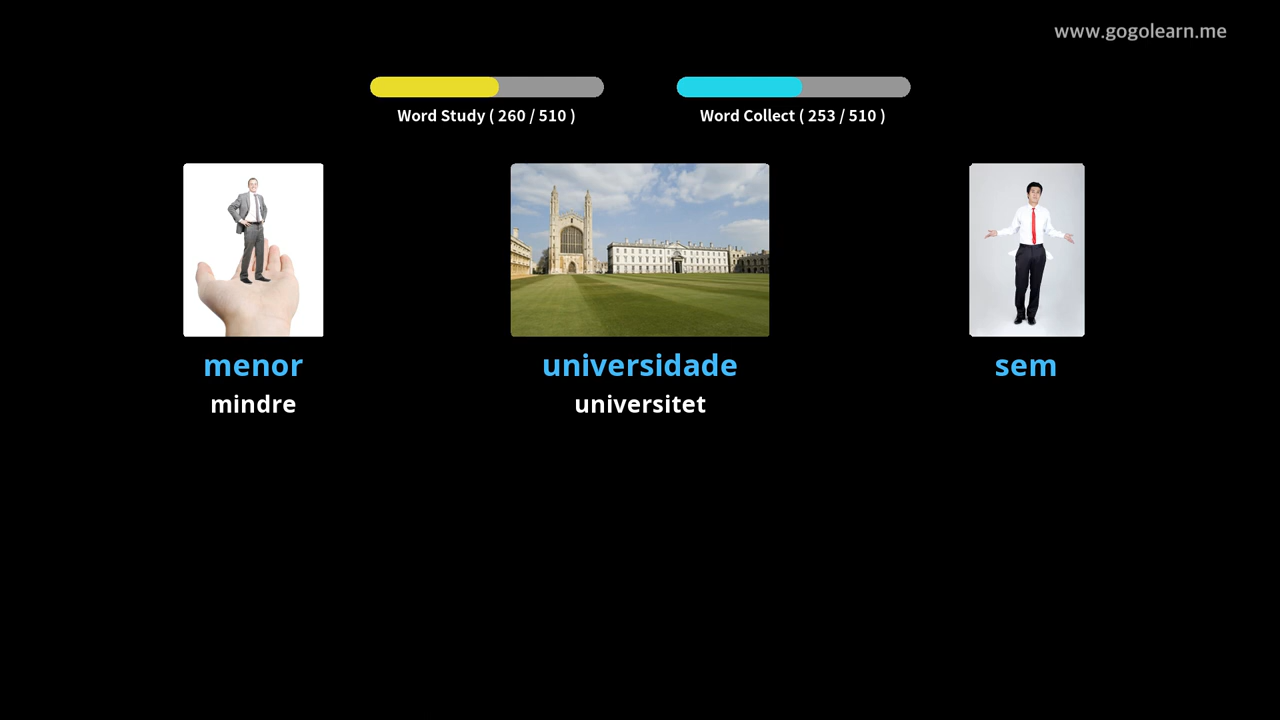 www.gogolearn.me
Word Study ( 260 / 510 )
Word Collect ( 253 / 510 )
menor
mindre
universidade
universitet
sem